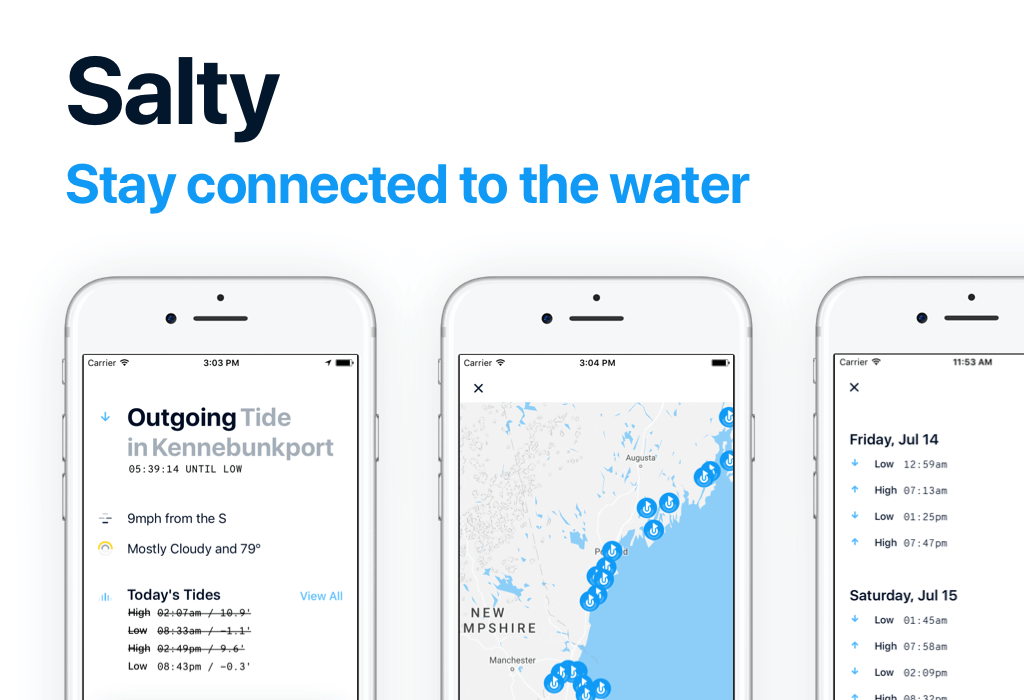 Salty
Stay connected to the water
Carrier 3:03 PM
Outgoing Tide
in Kennebunkport
05:39:14 UNTIL LOW
9mph from the S
Mostly Cloudy and 79°
Today's Tides View All
High 02:07am / 10.9'
Low 08:33am / -1.1'
High 02:49pm / 9.6'
Low 08:43pm / -0.3'
Carrier 3:04 PM
Augusta
NEW
MPSHIRE
Manchester
Carrier 11:53 AM
Friday, Jul 14
Low 12:59am
High 07:13am
Low 01:25pm
High 07:47pm
Saturday, Jul 15
Low 01:45am
High 07:58am
Low 02:09pm
High 08:32pm